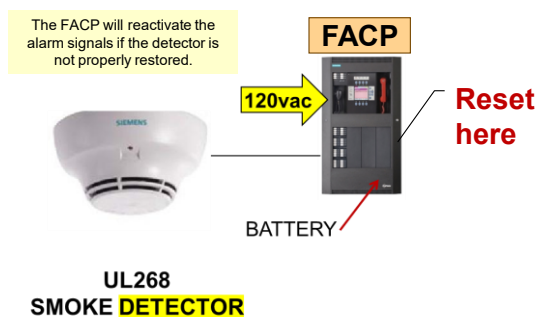 The FACP will reactivate the
alarm signals if the detector is
not properly restored.
FACP
120vac
Reset
here
SIEMENS
BATTERY
UL268
SMOKE DETECTOR